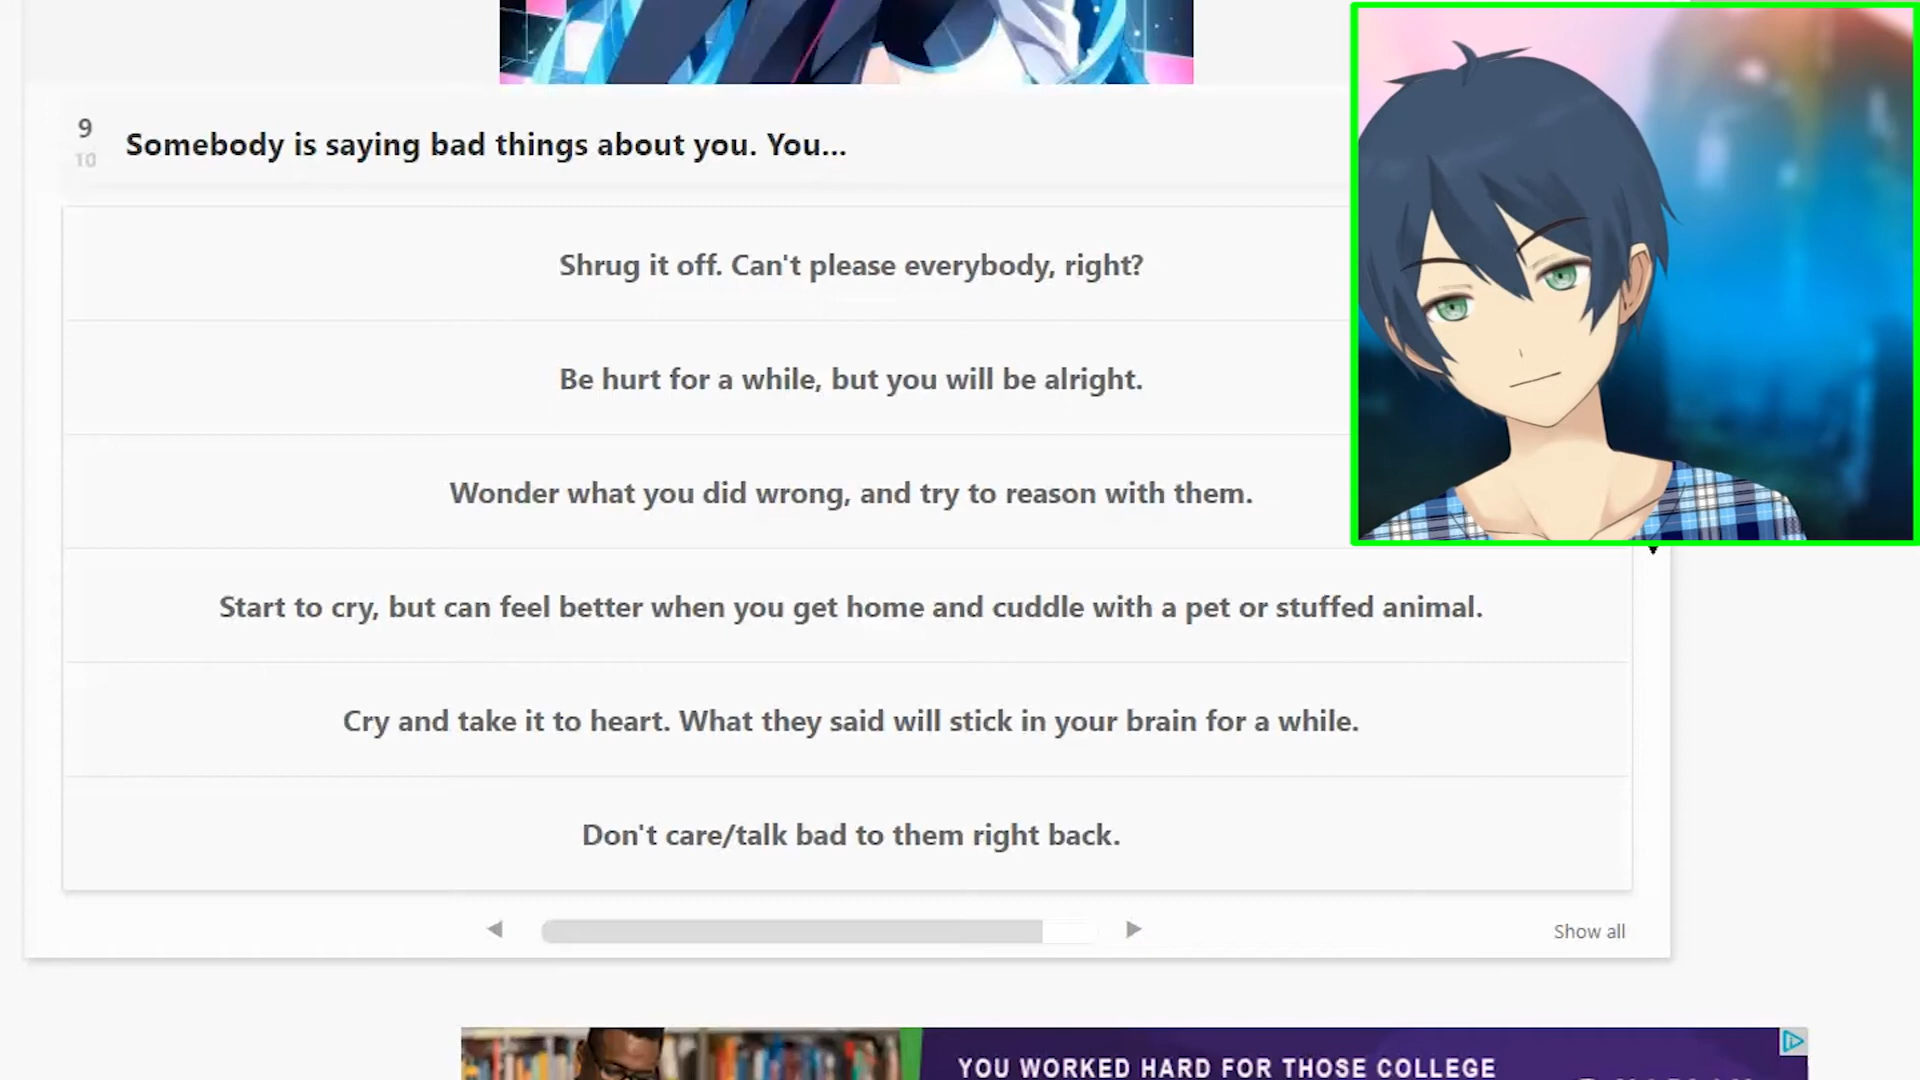 9
10
Somebody is saying bad things about you. You...
Shrug it off. Can't please everybody, right?
Be hurt for a while, but you will be alright.
Wonder what you did wrong, and try to reason with them.
Start to cry, but can feel better when you get home and cuddle with a pet or stuffed animal.
Cry and take it to heart. What they said will stick in your brain for a while.
Don't care/talk bad to them right back.
Show all
YOU WORKED HARD FOR THOSE COLLEGE